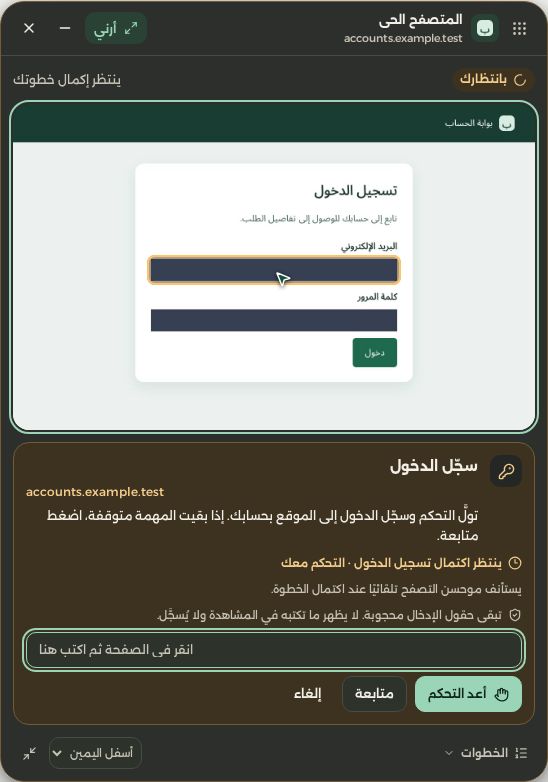 المتصفح الحي
accounts.example.test
أرني
بانتظارك
ينتظر إكمال خطوتك
ب
بوابة الحساب
تسجيل الدخول
تابع إلى حسابك للوصول إلى تفاصيل الطلب.
البريد الإلكتروني
كلمة المرور
دخول
سجّل الدخول
accounts.example.test
تولَّ التحكم وسجّل الدخول إلى الموقع بحسابك. إذا بقيت المهمة متوقفة، اضغط
متابعة.
ينتظر اكتمال تسجيل الدخول · التحكم معك
يستأنف موحسن التصفح تلقائيًا عند اكتمال الخطوة.
تبقى حقول الإدخال محجوبة. لا يظهر ما تكتبه في المشاهدة ولا يُسجَّل.
انقر في الصفحة ثم اكتب هنا
أعد التحكم
متابعة
إلغاء
الخطوات
أسفل اليمين